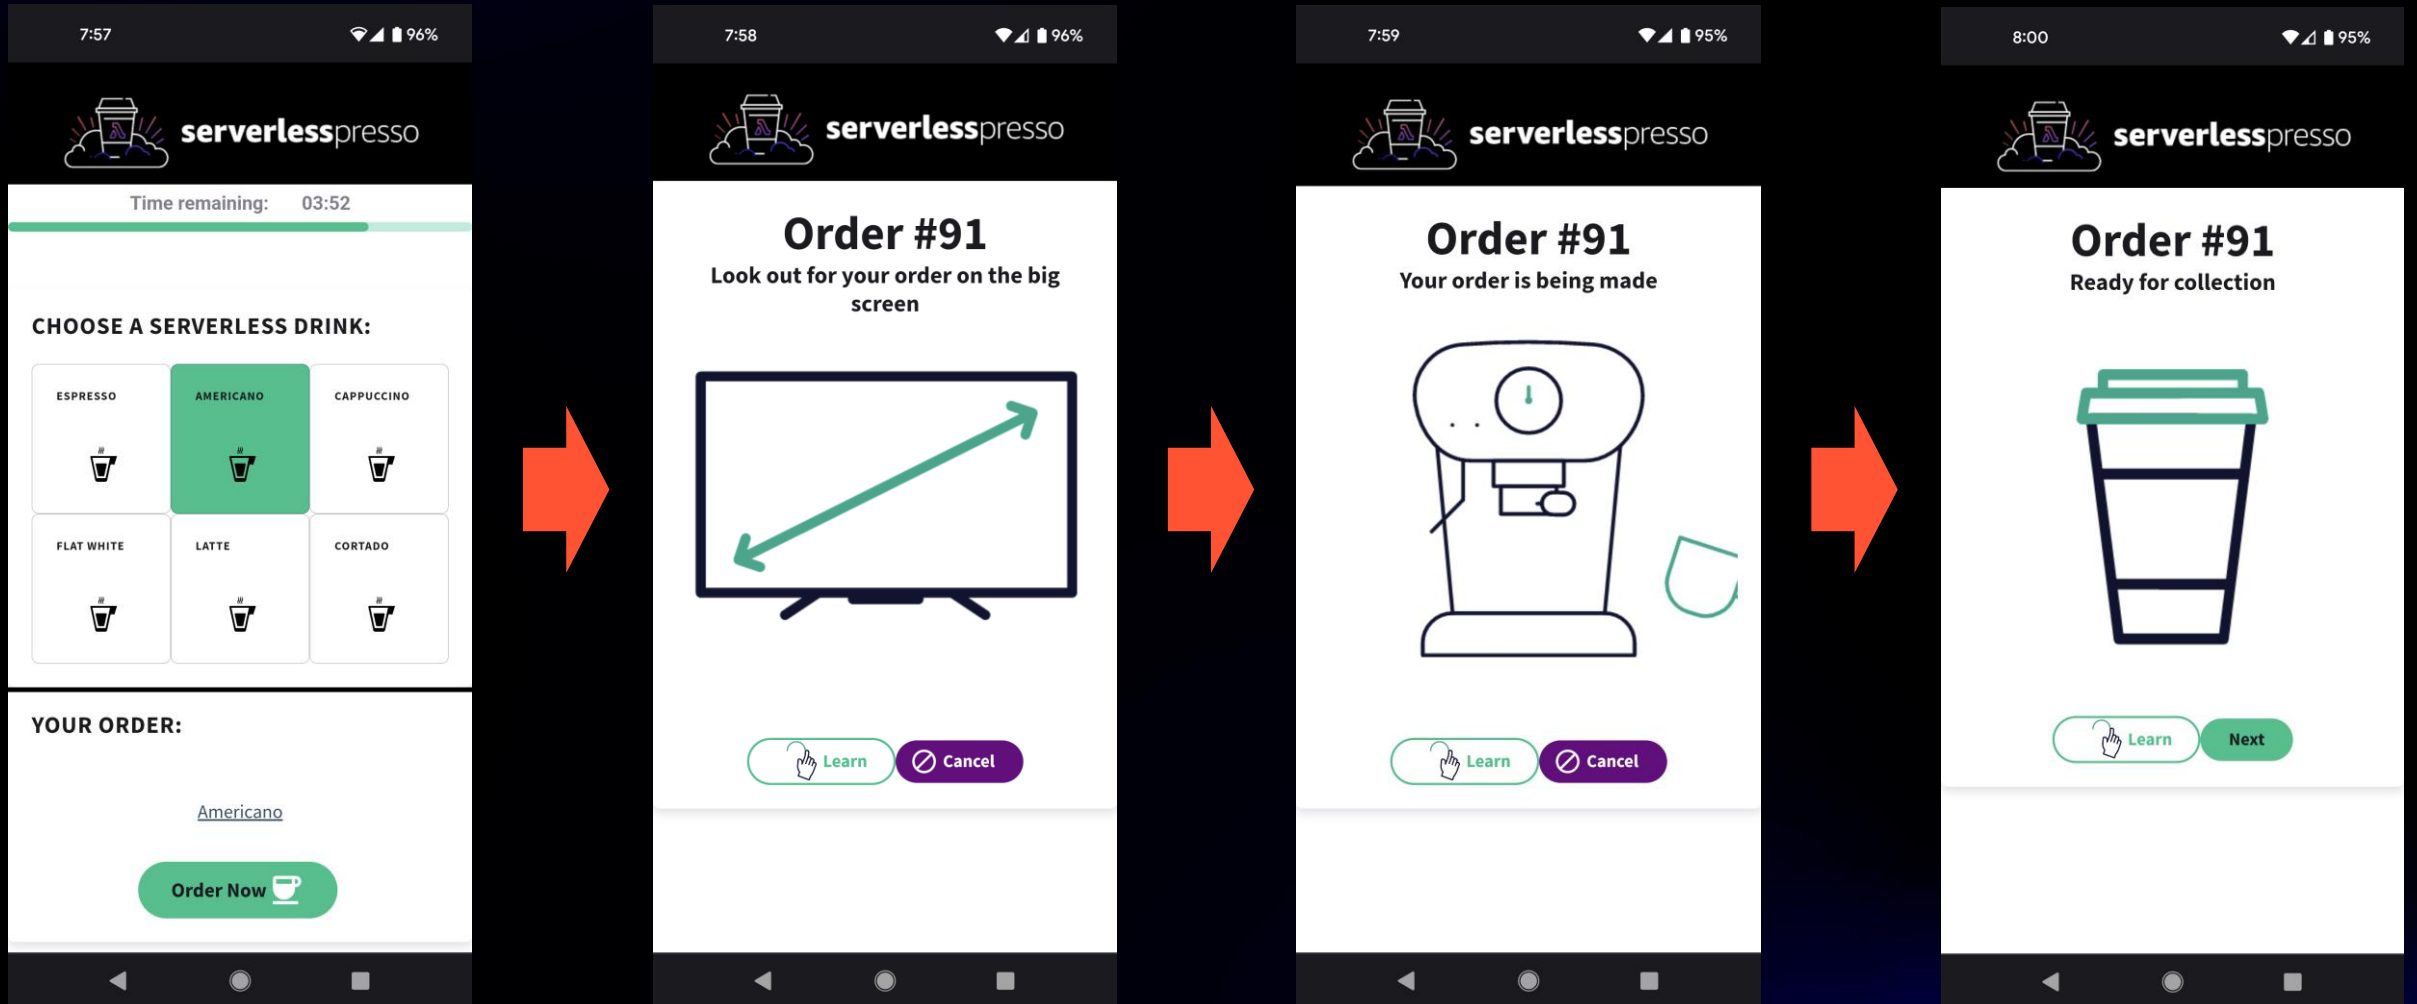 7:57 96%
serverlesspresso
Time remaining: 03:52
CHOOSE A SERVERLESS DRINK:
ESPRESSO AMERICANO CAPPUCCINO
FLAT WHITE LATTE CORTADO
YOUR ORDER:
Americano
Order Now
7:58 96%
serverlesspresso
Order #91
Look out for your order on the big
screen
Learn Cancel
7:59 95%
serverlesspresso
Order #91
Your order is being made
Learn Cancel
8:00 95%
serverlesspresso
Order #91
Ready for collection
Learn Next